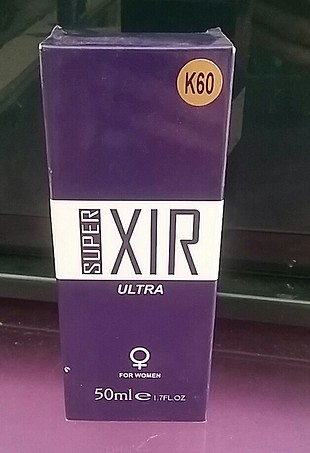 K60
SUPER XIR
ULTRA
FOR WOMEN
50ml ℮ 1.7FL.OZ